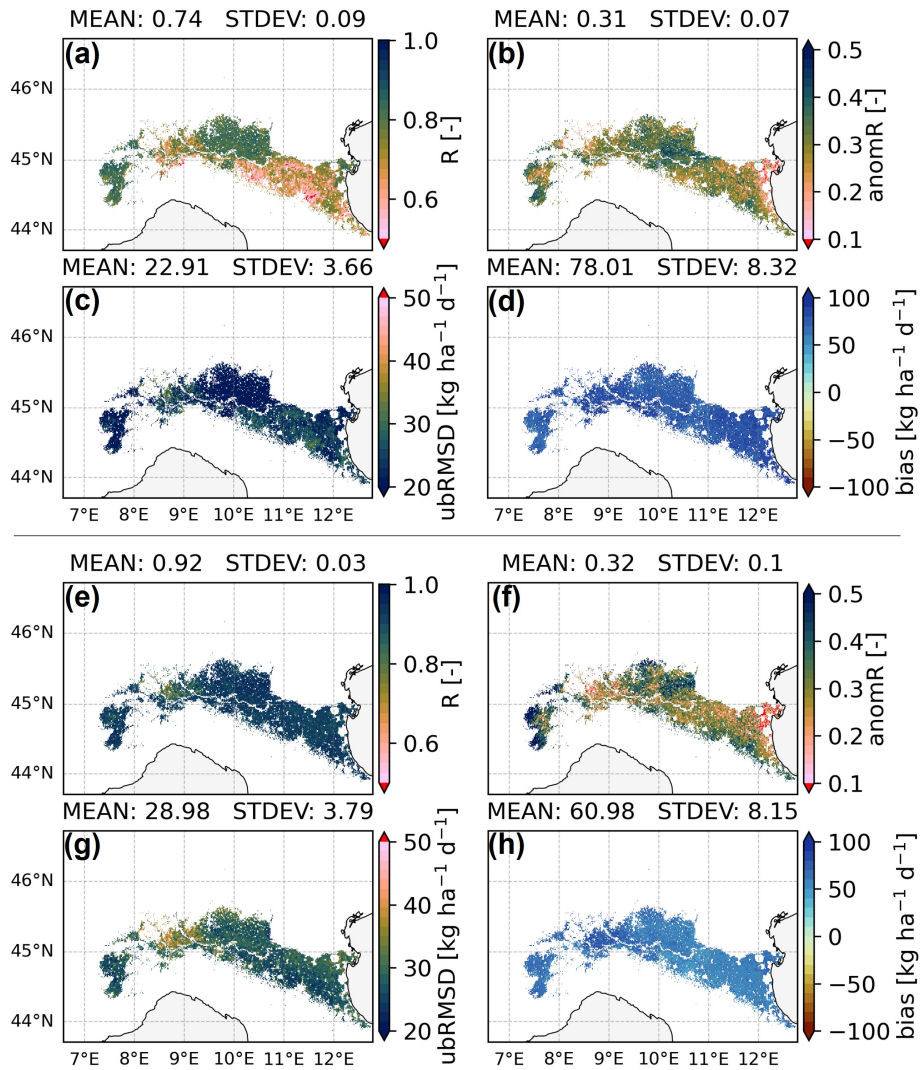 MEAN: 0.74 STDEV: 0.09
MEAN: 0.31 STDEV: 0.07
(a)
46°N
45°N
44°N
1.0
0.8
0.6
R [-]
(b)
0.5
0.4
0.3
0.2
0.1
anomR [-]
MEAN: 22.91 STDEV: 3.66
MEAN: 78.01 STDEV: 8.32
(c)
46°N
45°N
44°N
7°E 8°E 9°E 10°E 11°E 12°E
50
40
30
20
ubRMSD [kg ha⁻¹ d⁻¹]
(d)
7°E 8°E 9°E 10°E 11°E 12°E
100
50
0
−50
−100
bias [kg ha⁻¹ d⁻¹]
MEAN: 0.92 STDEV: 0.03
MEAN: 0.32 STDEV: 0.1
(e)
46°N
45°N
44°N
1.0
0.8
0.6
R [-]
(f)
0.5
0.4
0.3
0.2
0.1
anomR [-]
MEAN: 28.98 STDEV: 3.79
MEAN: 60.98 STDEV: 8.15
(g)
46°N
45°N
44°N
7°E 8°E 9°E 10°E 11°E 12°E
50
40
30
20
ubRMSD [kg ha⁻¹ d⁻¹]
(h)
7°E 8°E 9°E 10°E 11°E 12°E
100
50
0
−50
−100
bias [kg ha⁻¹ d⁻¹]